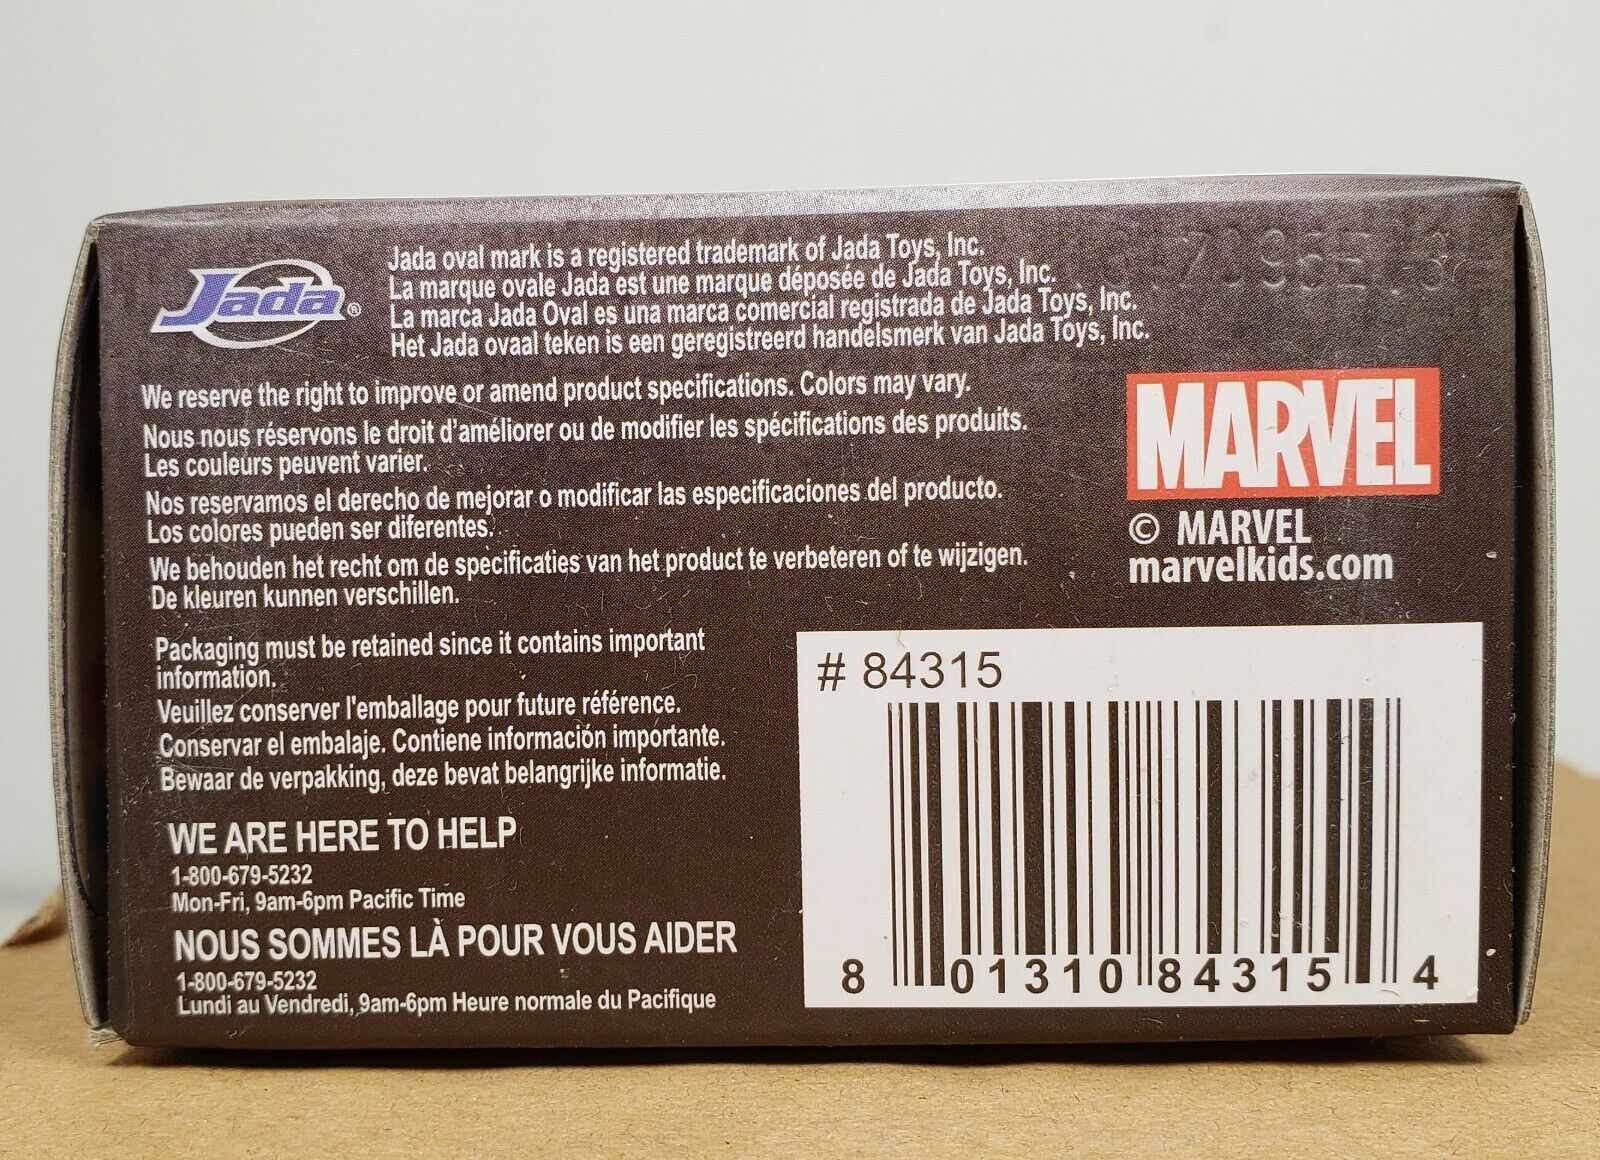 Jada®
Jada oval mark is a registered trademark of Jada Toys, Inc.
La marque ovale Jada est une marque déposée de Jada Toys, Inc.
La marca Jada Oval es una marca comercial registrada de Jada Toys, Inc.
Het Jada ovaal teken is een geregistreerd handelsmerk van Jada Toys, Inc.
We reserve the right to improve or amend product specifications. Colors may vary.
Nous nous réservons le droit d'améliorer ou de modifier les spécifications des produits.
Les couleurs peuvent varier.
Nos reservamos el derecho de mejorar o modificar las especificaciones del producto.
Los colores pueden ser diferentes.
We behouden het recht om de specificaties van het product te verbeteren of te wijzigen.
De kleuren kunnen verschillen.
Packaging must be retained since it contains important
information.
Veuillez conserver l'emballage pour future référence.
Conservar el embalaje. Contiene información importante.
Bewaar de verpakking, deze bevat belangrijke informatie.
WE ARE HERE TO HELP
1-800-679-5232
Mon-Fri, 9am-6pm Pacific Time
NOUS SOMMES LÀ POUR VOUS AIDER
1-800-679-5232
Lundi au Vendredi, 9am-6pm Heure normale du Pacifique
MARVEL
© MARVEL
marvelkids.com
# 84315
8 01310 84315 4